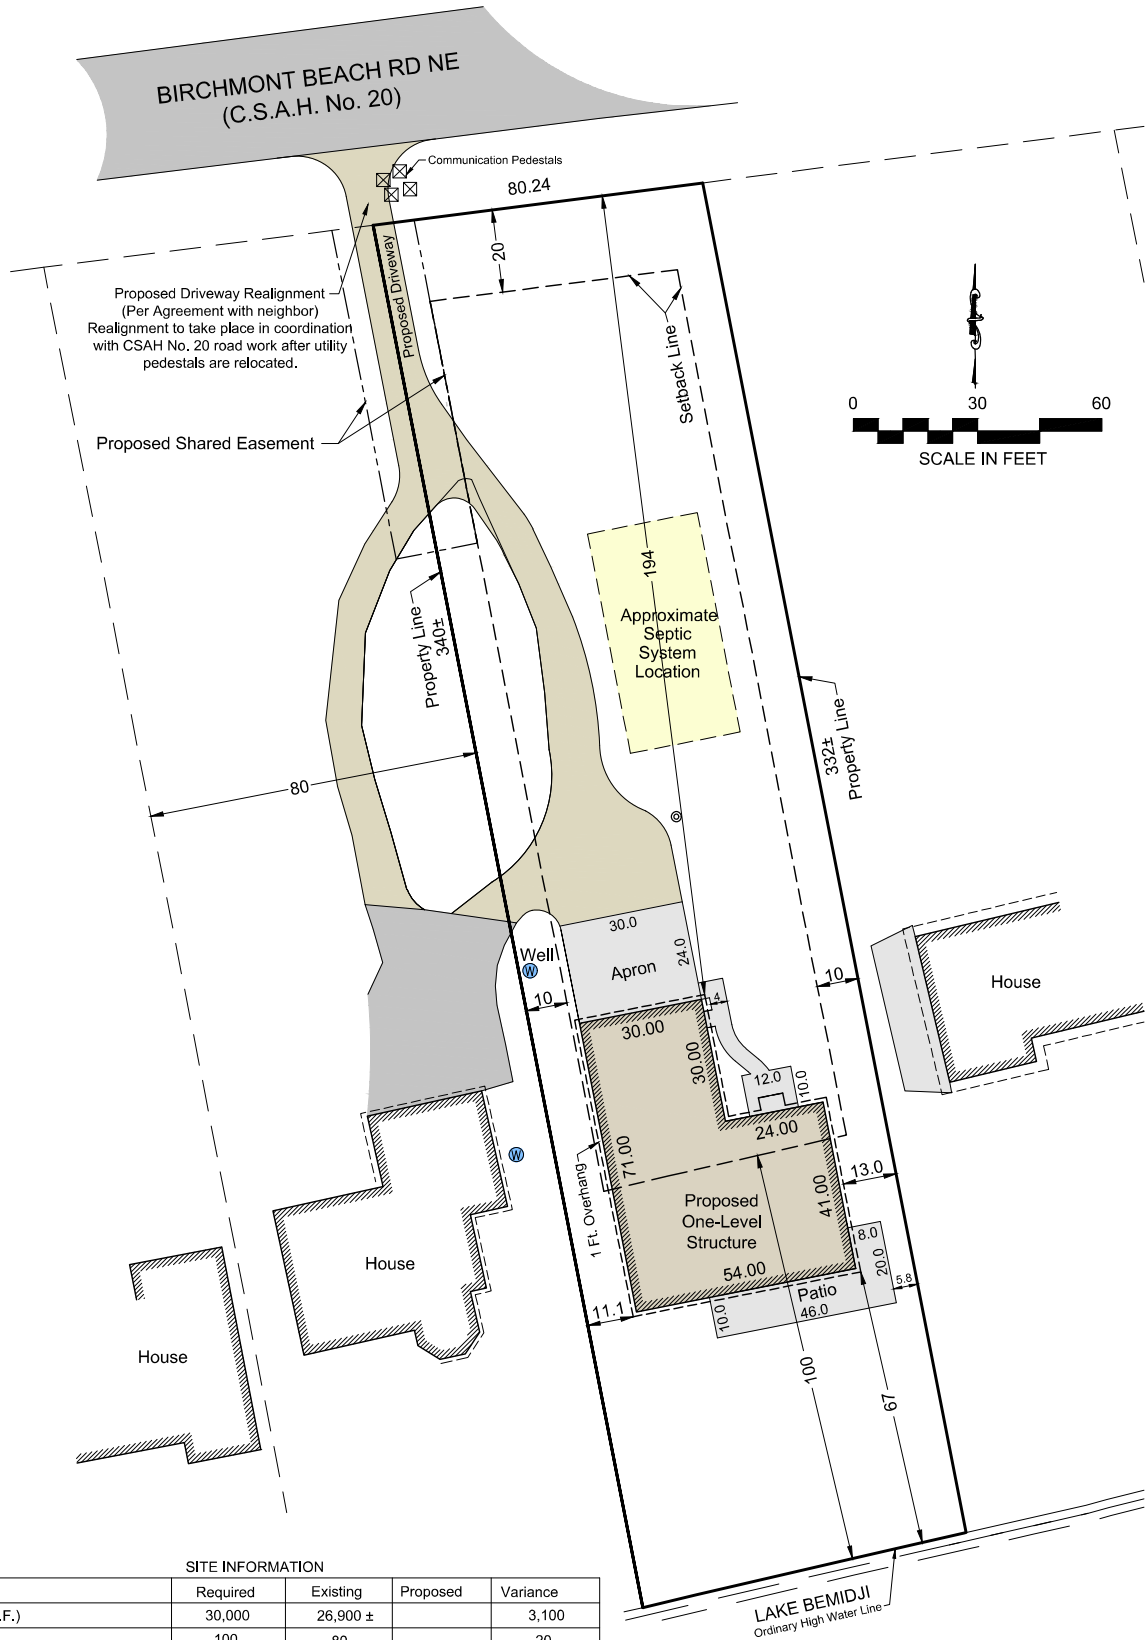 BIRCHMONT BEACH RD NE
(C.S.A.H. No. 20)
Communication Pedestals
80.24
20
Proposed Driveway
Proposed Driveway Realignment
(Per Agreement with neighbor)
Realignment to take place in coordination
with CSAH No. 20 road work after utility
pedestals are relocated.
Setback Line
0 30 60
SCALE IN FEET
Proposed Shared Easement
194
Approximate
Septic
System
Location
Property Line
340±
332±
Property Line
80
30.0
24.0
Apron
Well
W
10
10
House
4
30.00
30.00
12.0
10.0
24.00
W
71.00
1 Ft. Overhang
13.0
41.00
Proposed
One-Level
Structure
8.0
20.0
5.8
54.00
Patio
46.0
10.0
11.1
House
House
100
67
LAKE BEMIDJI
Ordinary High Water Line
SITE INFORMATION
Required Existing Proposed Variance
.F.) 30,000 26,900 ± 3,100
100 80 20